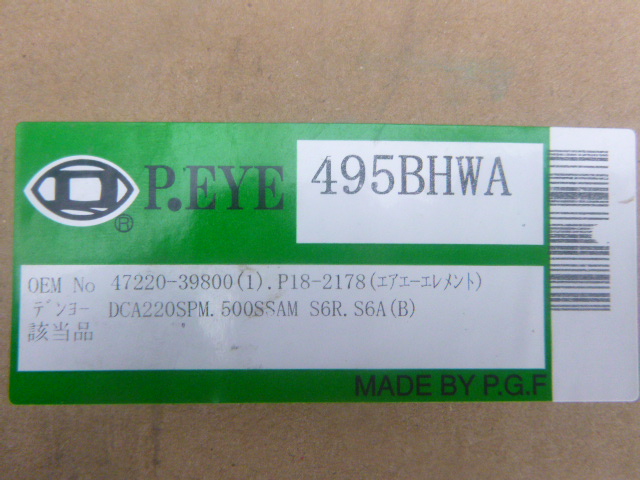 P.EYE
®
495BHWA
OEM No 47220-39800(1).P18-2178(ｴｱｴｰｴﾚﾒﾝﾄ)
ﾃﾞﾝﾖｰ DCA220SPM.500SSAM S6R.S6A(B)
該当品
MADE BY P.G.F